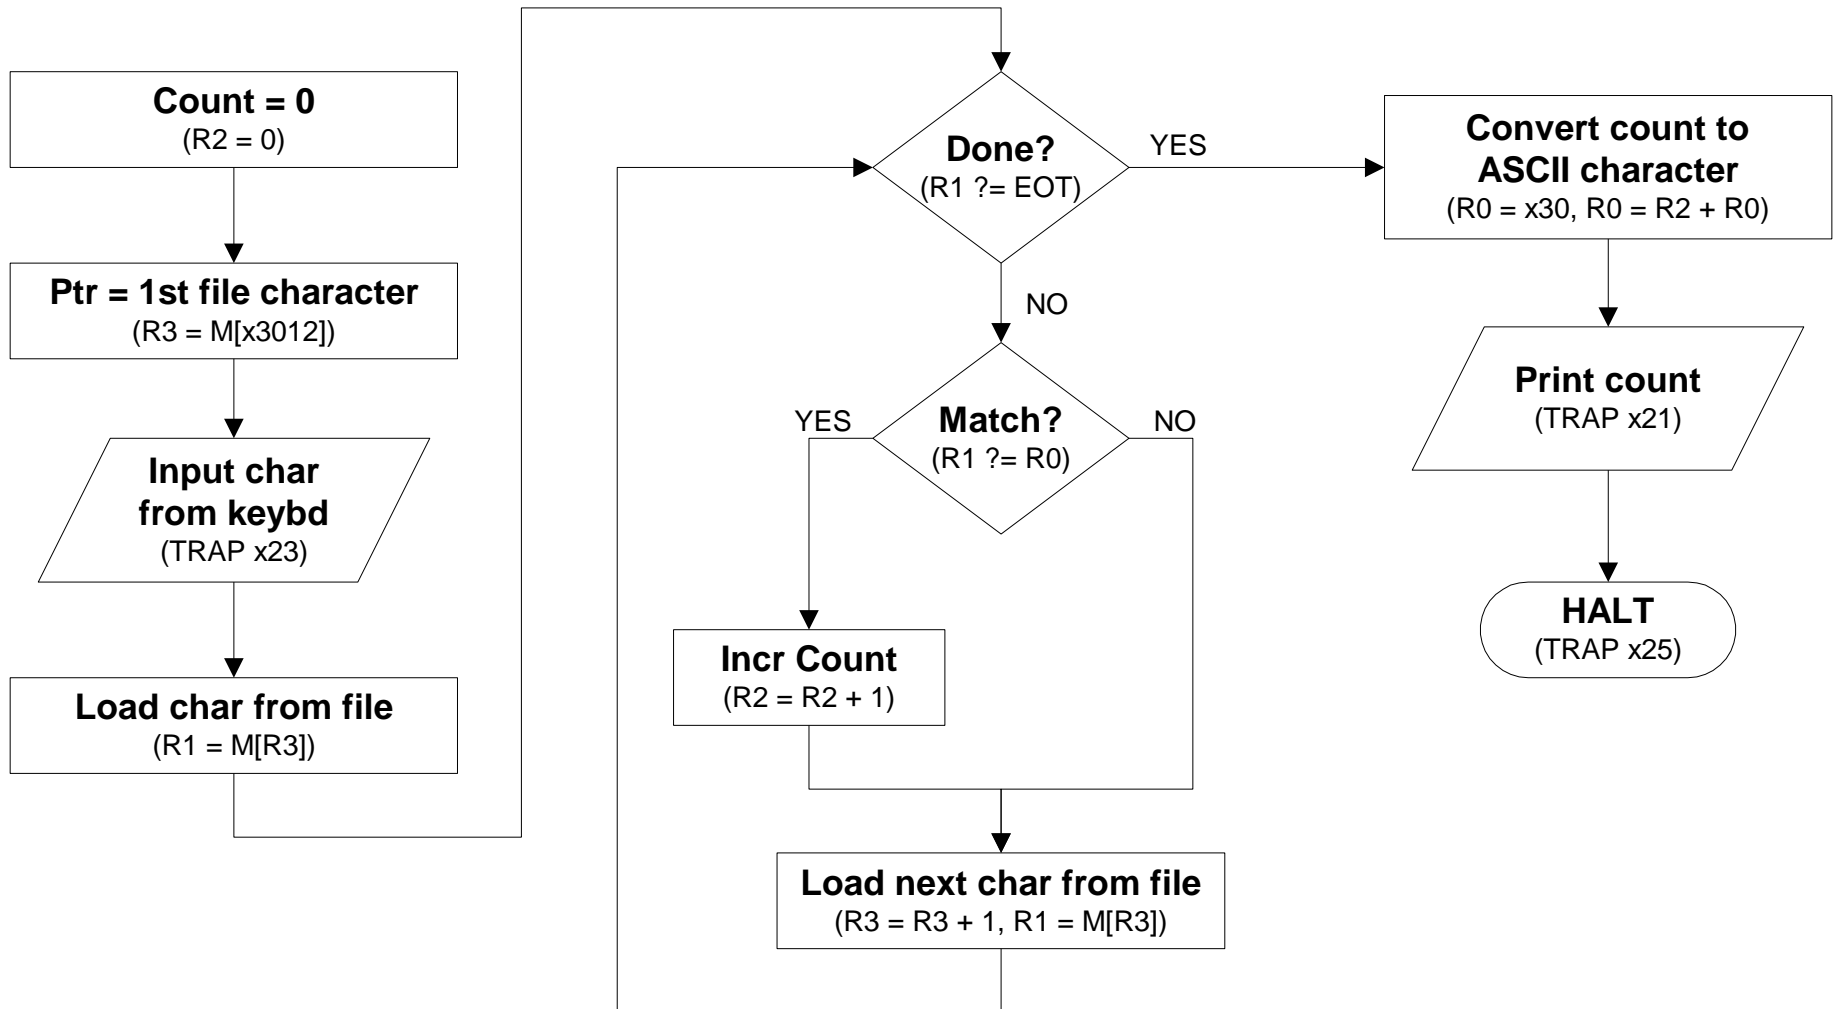 Count = 0
(R2 = 0)
Ptr = 1st file character
(R3 = M[x3012])
Input char
from keybd
(TRAP x23)
Load char from file
(R1 = M[R3])
Done?
(R1 ?= EOT)
YES
NO
Match?
(R1 ?= R0)
YES
NO
Incr Count
(R2 = R2 + 1)
Load next char from file
(R3 = R3 + 1, R1 = M[R3])
Convert count to
ASCII character
(R0 = x30, R0 = R2 + R0)
Print count
(TRAP x21)
HALT
(TRAP x25)